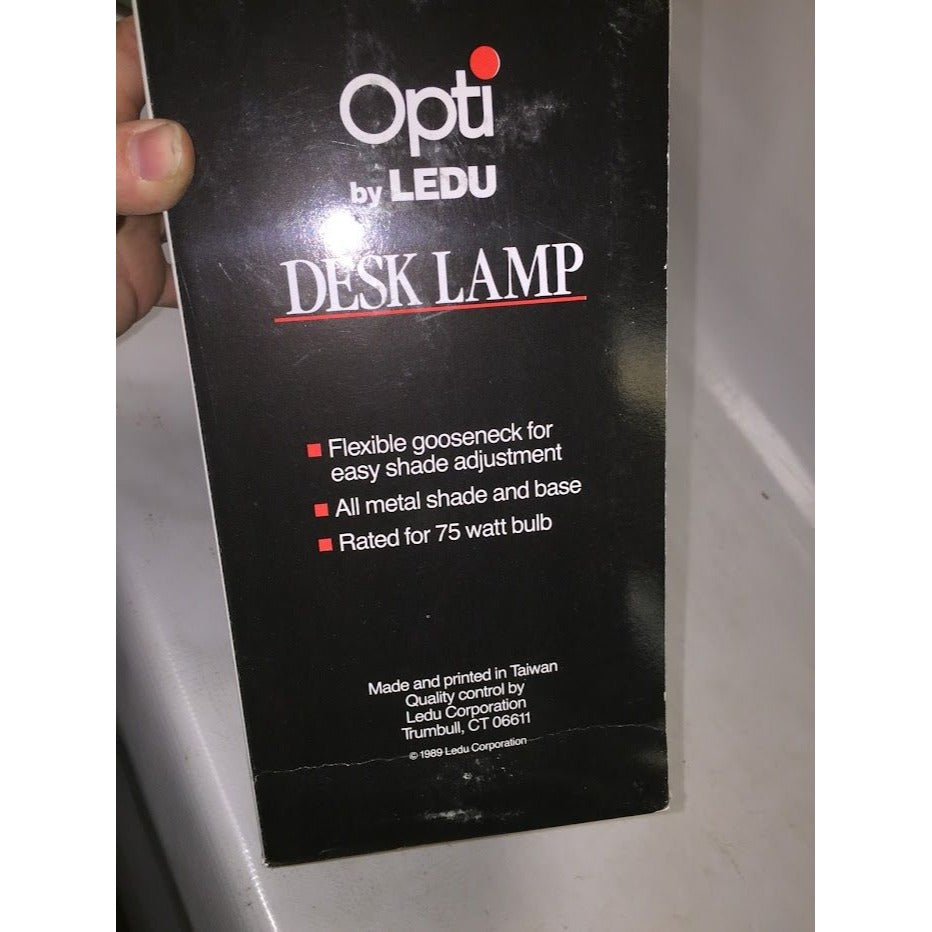 Opti
by LEDU
DESK LAMP
■ Flexible gooseneck for
easy shade adjustment
■ All metal shade and base
■ Rated for 75 watt bulb
Made and printed in Taiwan
Quality control by
Ledu Corporation
Trumbull, CT 06611
© 1989 Ledu Corporation